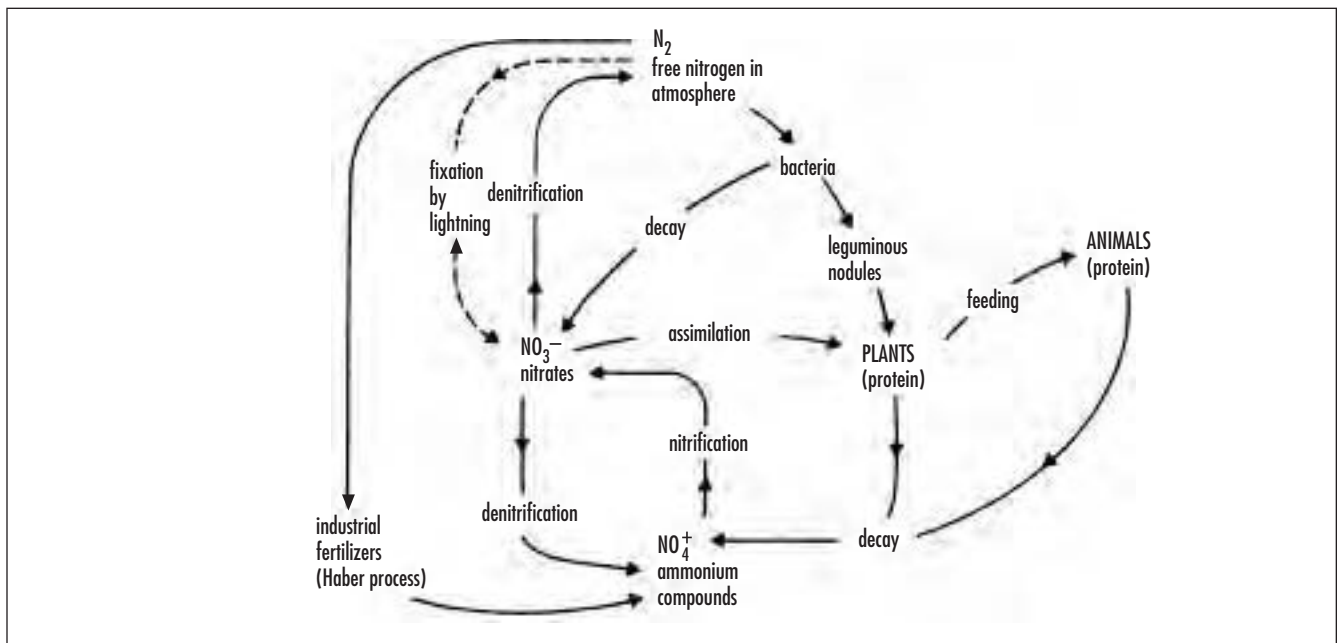 N₂
free nitrogen in
atmosphere
fixation
by
lightning
denitrification
bacteria
decay
leguminous
nodules
ANIMALS
(protein)
feeding
NO₃⁻
nitrates
assimilation
PLANTS
(protein)
nitrification
denitrification
industrial
fertilizers
(Haber process)
NO₄⁺
ammonium
compounds
decay